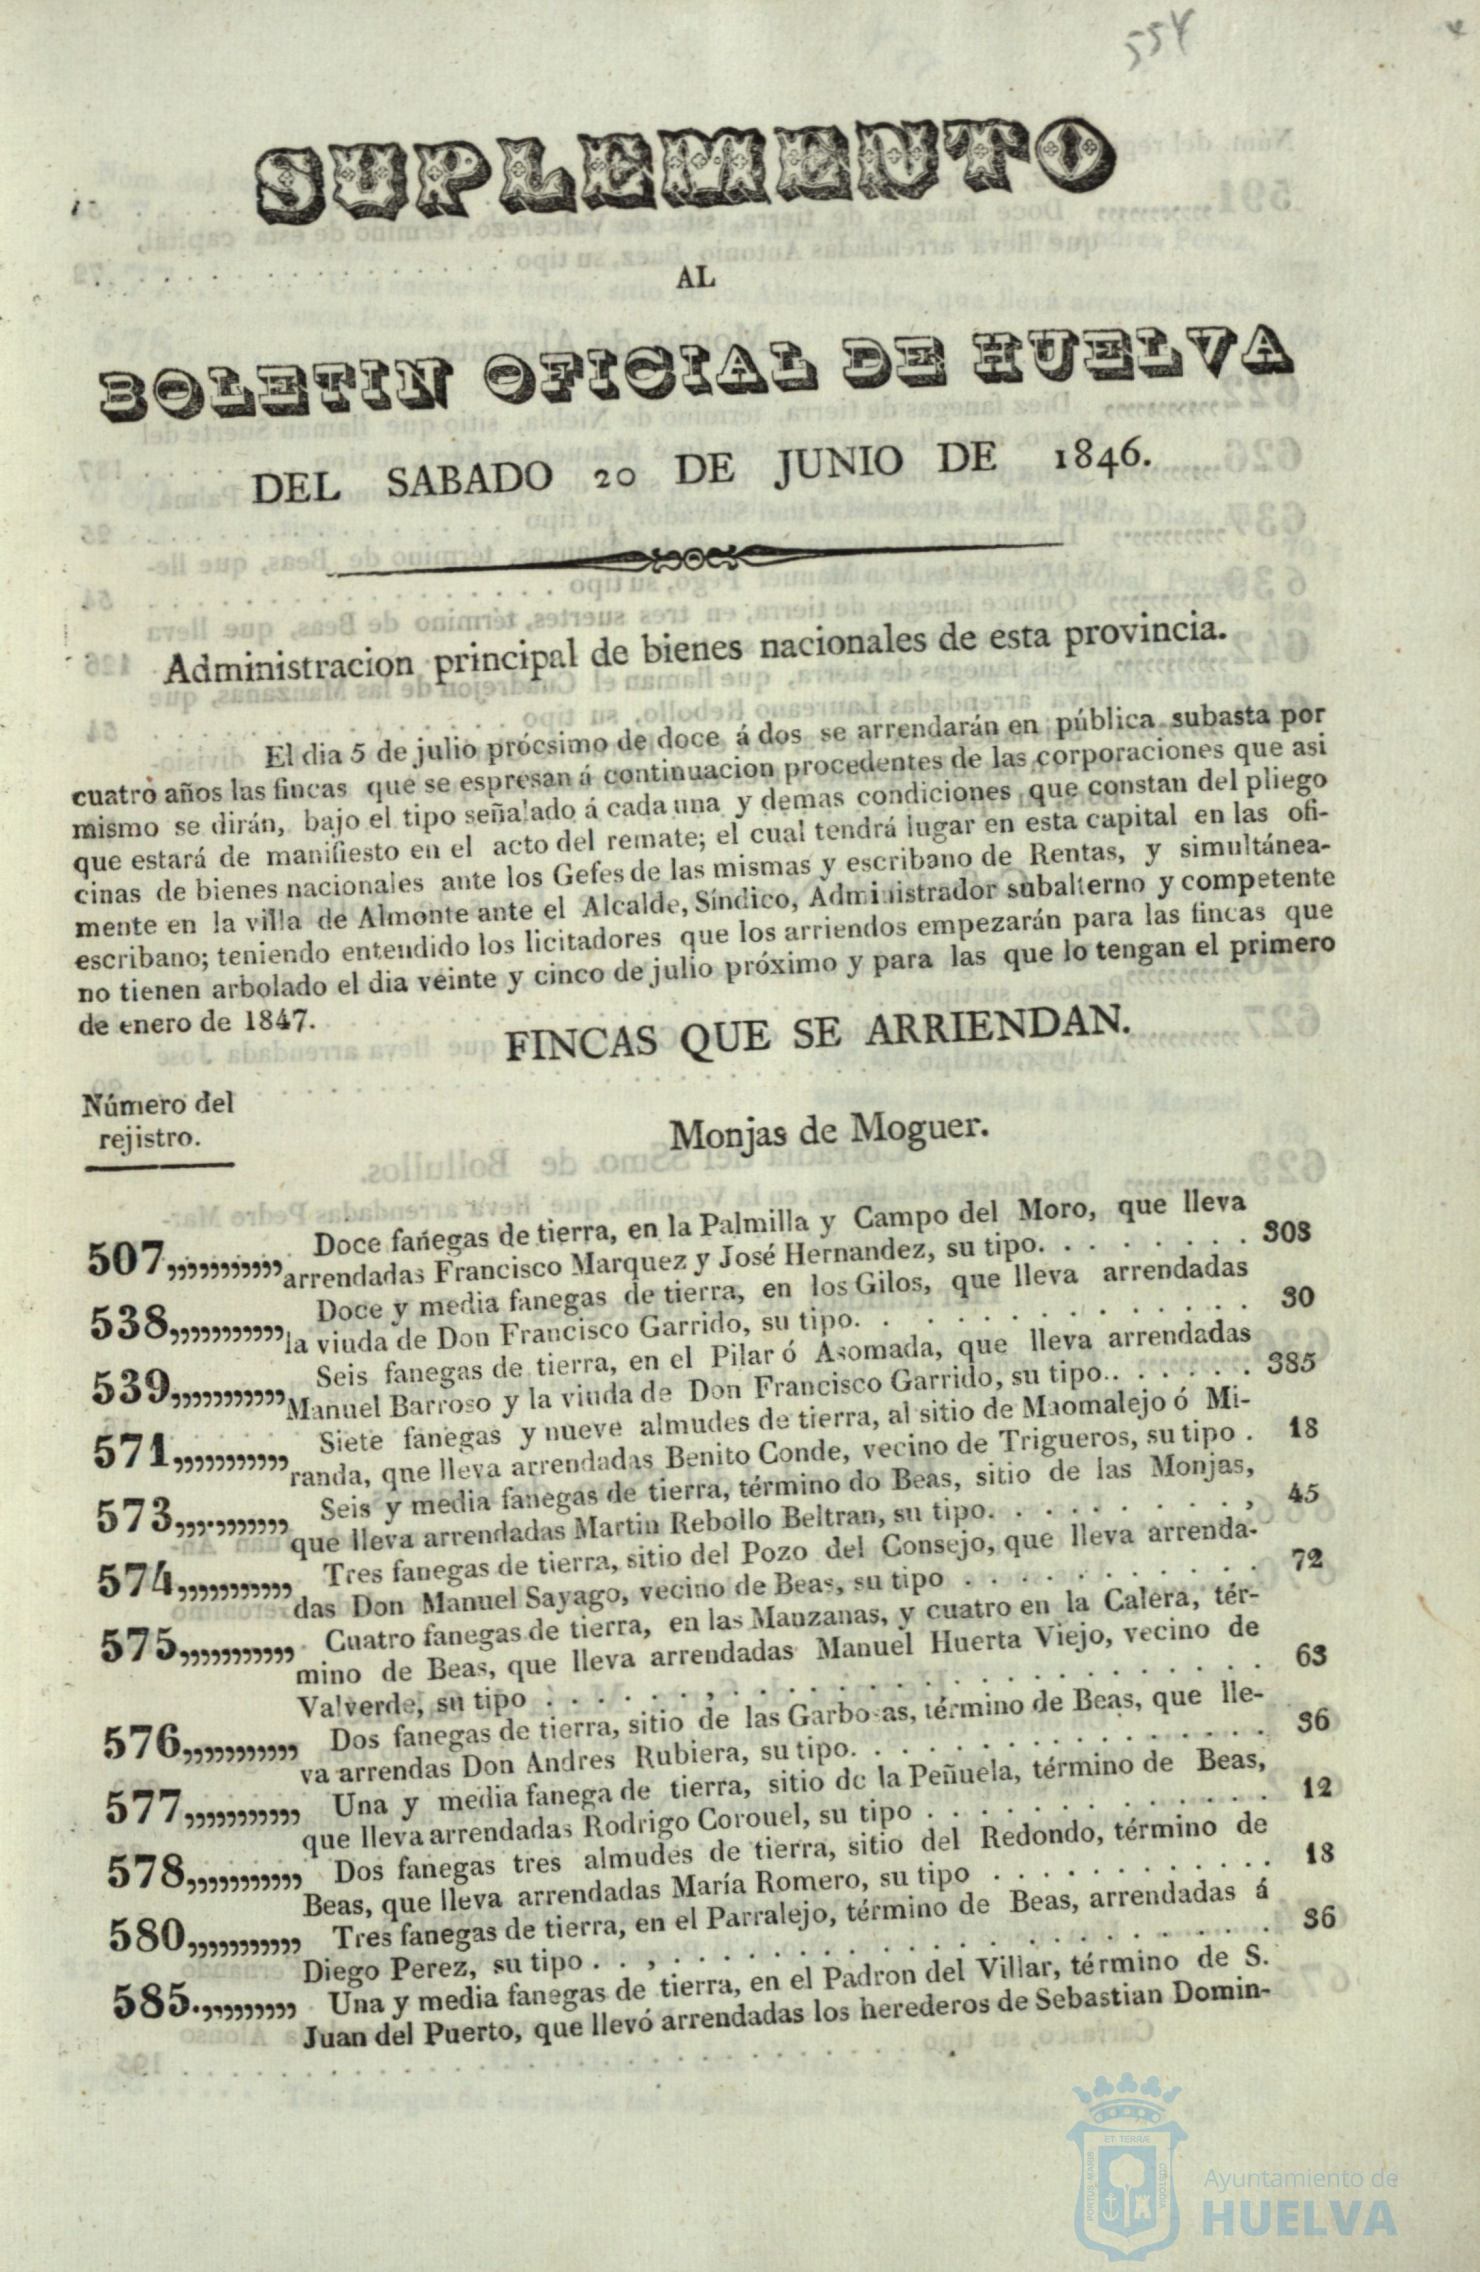 554
SUPLEMENTO
AL
BOLETIN OFICIAL DE HUELVA
DEL SABADO 20 DE JUNIO DE 1846.
Administracion principal de bienes nacionales de esta provincia.
El dia 5 de julio prócsimo de doce á dos se arrendarán en pública subasta por
cuatro años las fincas que se espresan á continuacion procedentes de las corporaciones que asi
mismo se dirán, bajo el tipo señalado á cada una y demas condiciones que constan del pliego
que estará de manifiesto en el acto del remate; el cual tendrá lugar en esta capital en las ofi-
cinas de bienes nacionales ante los Gefes de las mismas y escribano de Rentas, y simultánea-
mente en la villa de Almonte ante el Alcalde, Síndico, Administrador subalterno y competente
escribano; teniendo entendido los licitadores que los arriendos empezarán para las fincas que
no tienen arbolado el dia veinte y cinco de julio próximo y para las que lo tengan el primero
de enero de 1847.
FINCAS QUE SE ARRIENDAN.
Número del
rejistro.
Monjas de Moguer.
507,,,,,,,,,,, Doce fanegas de tierra, en la Palmilla y Campo del Moro, que lleva
arrendadas Francisco Marquez y José Hernandez, su tipo. . . . . . . . . 308
538,,,,,,,,,,, Doce y media fanegas de tierra, en los Gilos, que lleva arrendadas
la viuda de Don Francisco Garrido, su tipo. . . . . . . . . . . . . 30
539,,,,,,,,,,, Seis fanegas de tierra, en el Pilar ó Asomada, que lleva arrendadas
Manuel Barroso y la viuda de Don Francisco Garrido, su tipo. . . . . . . 385
571,,,,,,,,,,, Siete fanegas y nueve almudes de tierra, al sitio de Maomalejo ó Mi-
randa, que lleva arrendadas Benito Conde, vecino de Trigueros, su tipo . 18
573,,,.,,,,,,, Seis y media fanegas de tierra, término do Beas, sitio de las Monjas,
que lleva arrendadas Martin Rebollo Beltran, su tipo. . . . . . . . . , 45
574,,,,,,,,,,, Tres fanegas de tierra, sitio del Pozo del Consejo, que lleva arrenda-
das Don Manuel Sayago, vecino de Beas, su tipo . . . . . . . . . . . 72
575,,,,,,,,,,, Cuatro fanegas de tierra, en las Manzanas, y cuatro en la Calera, tér-
mino de Beas, que lleva arrendadas Manuel Huerta Viejo, vecino de
Valverde, su tipo . . . . . . , . . . . . . . . . . . . . . 63
576,,,,,,,,,,, Dos fanegas de tierra, sitio de las Garbosas, término de Beas, que lle-
va arrendas Don Andres Rubiera, su tipo. . . . . . . . . . . . . . . 36
577,,,,,,,,,,, Una y media fanega de tierra, sitio de la Peñuela, término de Beas,
que lleva arrendadas Rodrigo Corouel, su tipo . . . . . . . . . . . . 12
578,,,,,,,,,,, Dos fanegas tres almudes de tierra, sitio del Redondo, término de
Beas, que lleva arrendadas María Romero, su tipo . . . . . . . . . . . 18
580,,,,,,,,,,, Tres fanegas de tierra, en el Parralejo, término de Beas, arrendadas á
Diego Perez, su tipo . . , . . . . . . . . . . . . . . . . . . . 36
585.,,,,,,,,, Una y media fanegas de tierra, en el Padron del Villar, término de S.
Juan del Puerto, que llevó arrendadas los herederos de Sebastian Domin-
ET TERRÆ
PORTUS MARIS
CUSTODIA
Ayuntamiento de
HUELVA